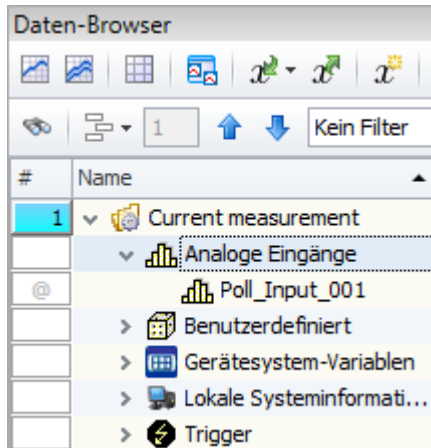 Daten-Browser
1 Kein Filter
# Name
1 Current measurement
Analoge Eingänge
@ Poll_Input_001
Benutzerdefiniert
Gerätesystem-Variablen
Lokale Systeminformati...
Trigger